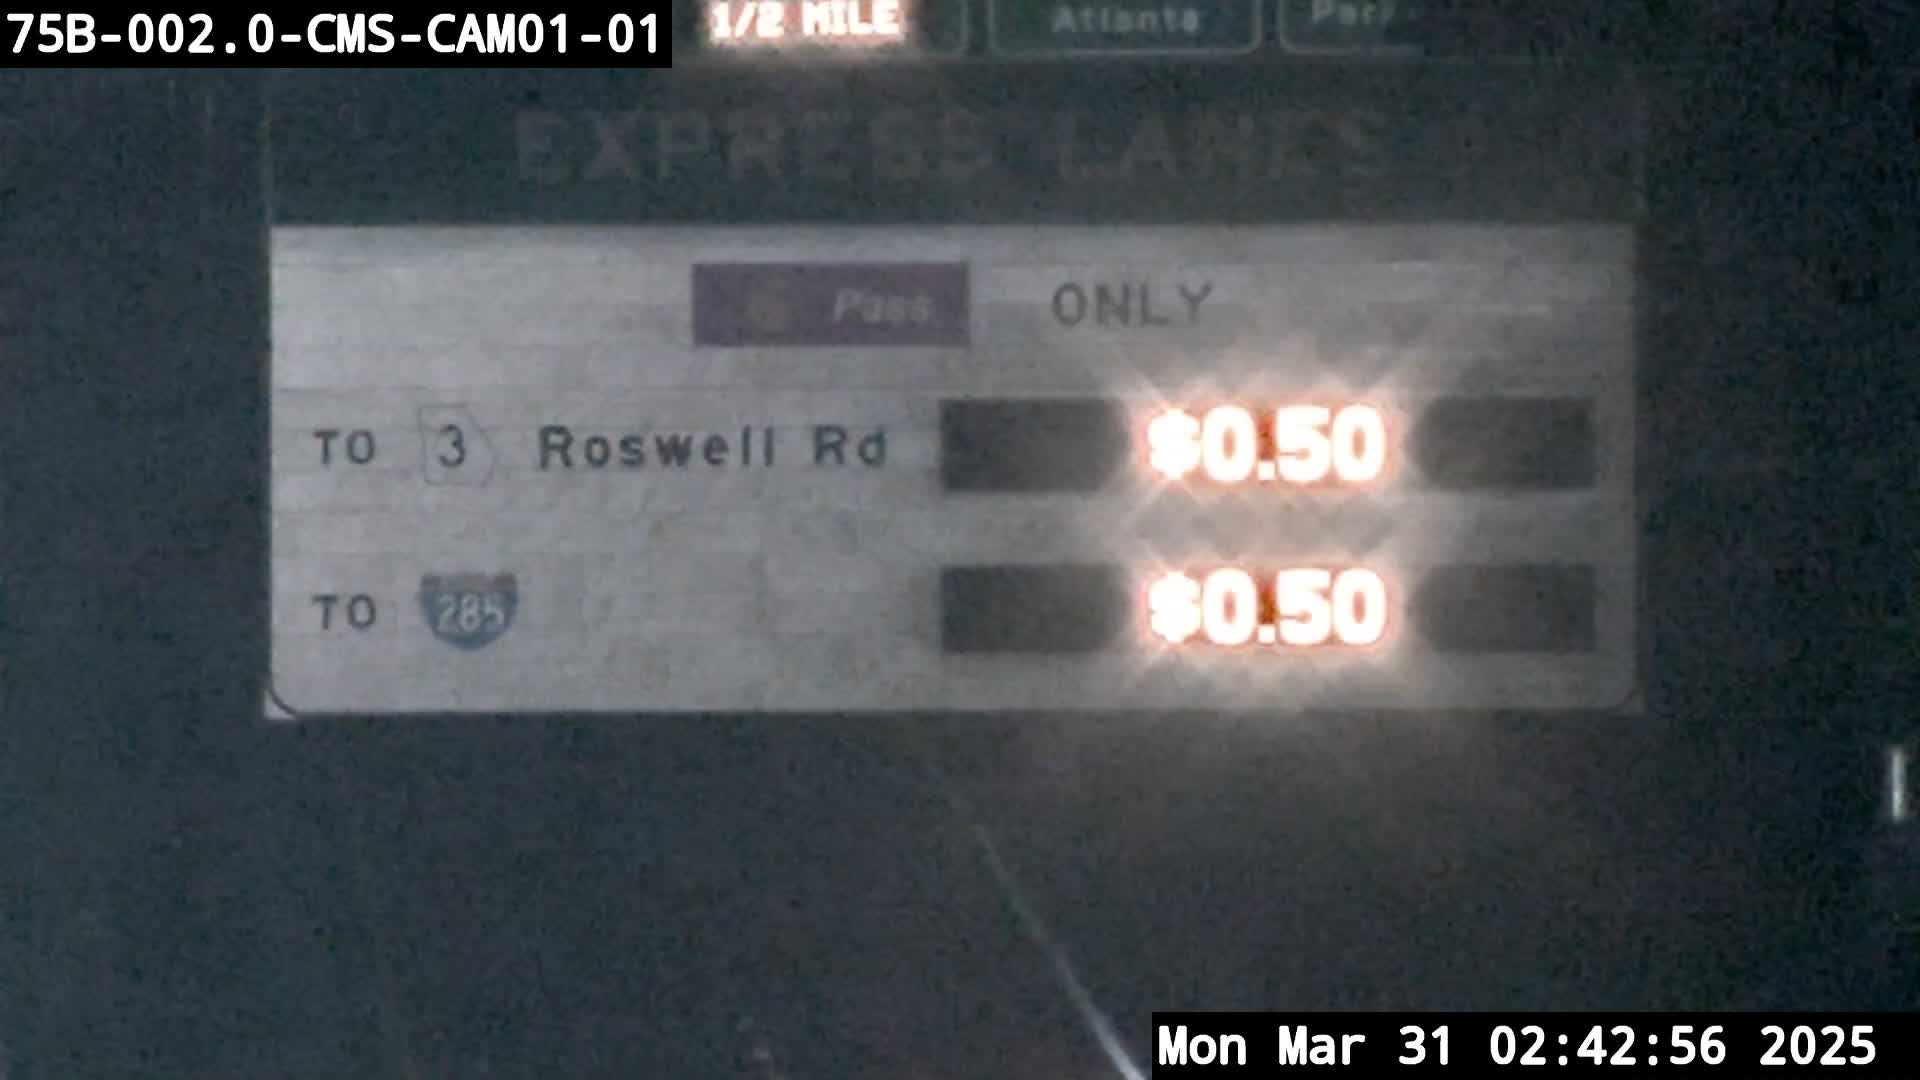 75B-002.0-CMS-CAM01-01
1/2 MILE
Atlanta
EXPRESS LANES
Pass ONLY
TO 3 Roswell Rd $0.50
TO 285 $0.50
Mon Mar 31 02:42:56 2025